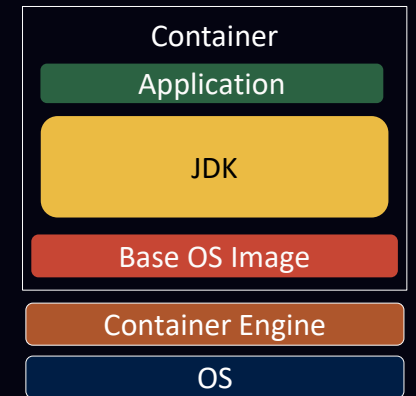 Container
Application
JDK
Base OS Image
Container Engine
OS